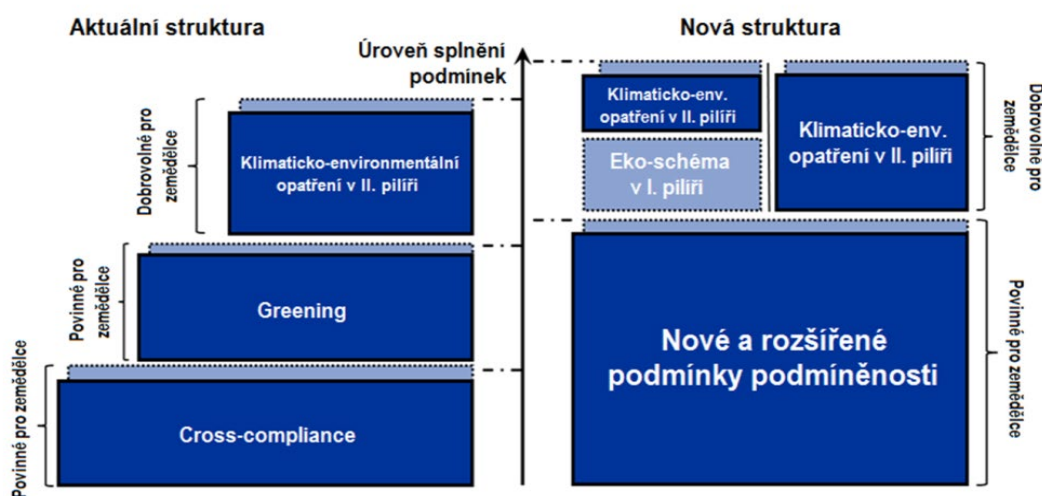 Aktuální struktura
Úroveň splnění
podmínek
Nová struktura
Dobrovolné pro
zemědělce
Klimaticko-environmentální
opatření v II. pilíři
Povinné pro
zemědělce
Greening
Povinné pro zemědělce
Cross-compliance
Klimaticko-env.
opatření v II. pilíři
Eko-schéma
v I. pilíři
Klimaticko-env.
opatření v II. pilíři
Dobrovolné pro
zemědělce
Nové a rozšířené
podmínky podmíněnosti
Povinné pro zemědělce